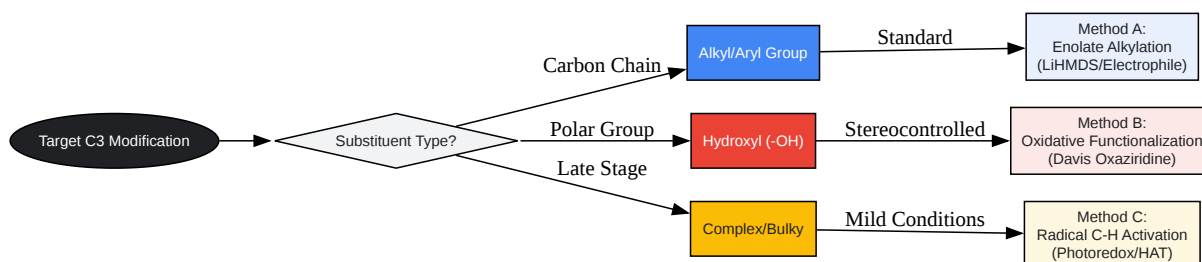 Target C3 Modification
Substituent Type?
Carbon Chain
Polar Group
Late Stage
Alkyl/Aryl Group
Hydroxyl (-OH)
Complex/Bulky
Standard
Stereocontrolled
Mild Conditions
Method A:
Enolate Alkylation
(LiHMDS/Electrophile)
Method B:
Oxidative Functionalization
(Davis Oxaziridine)
Method C:
Radical C-H Activation
(Photoredox/HAT)